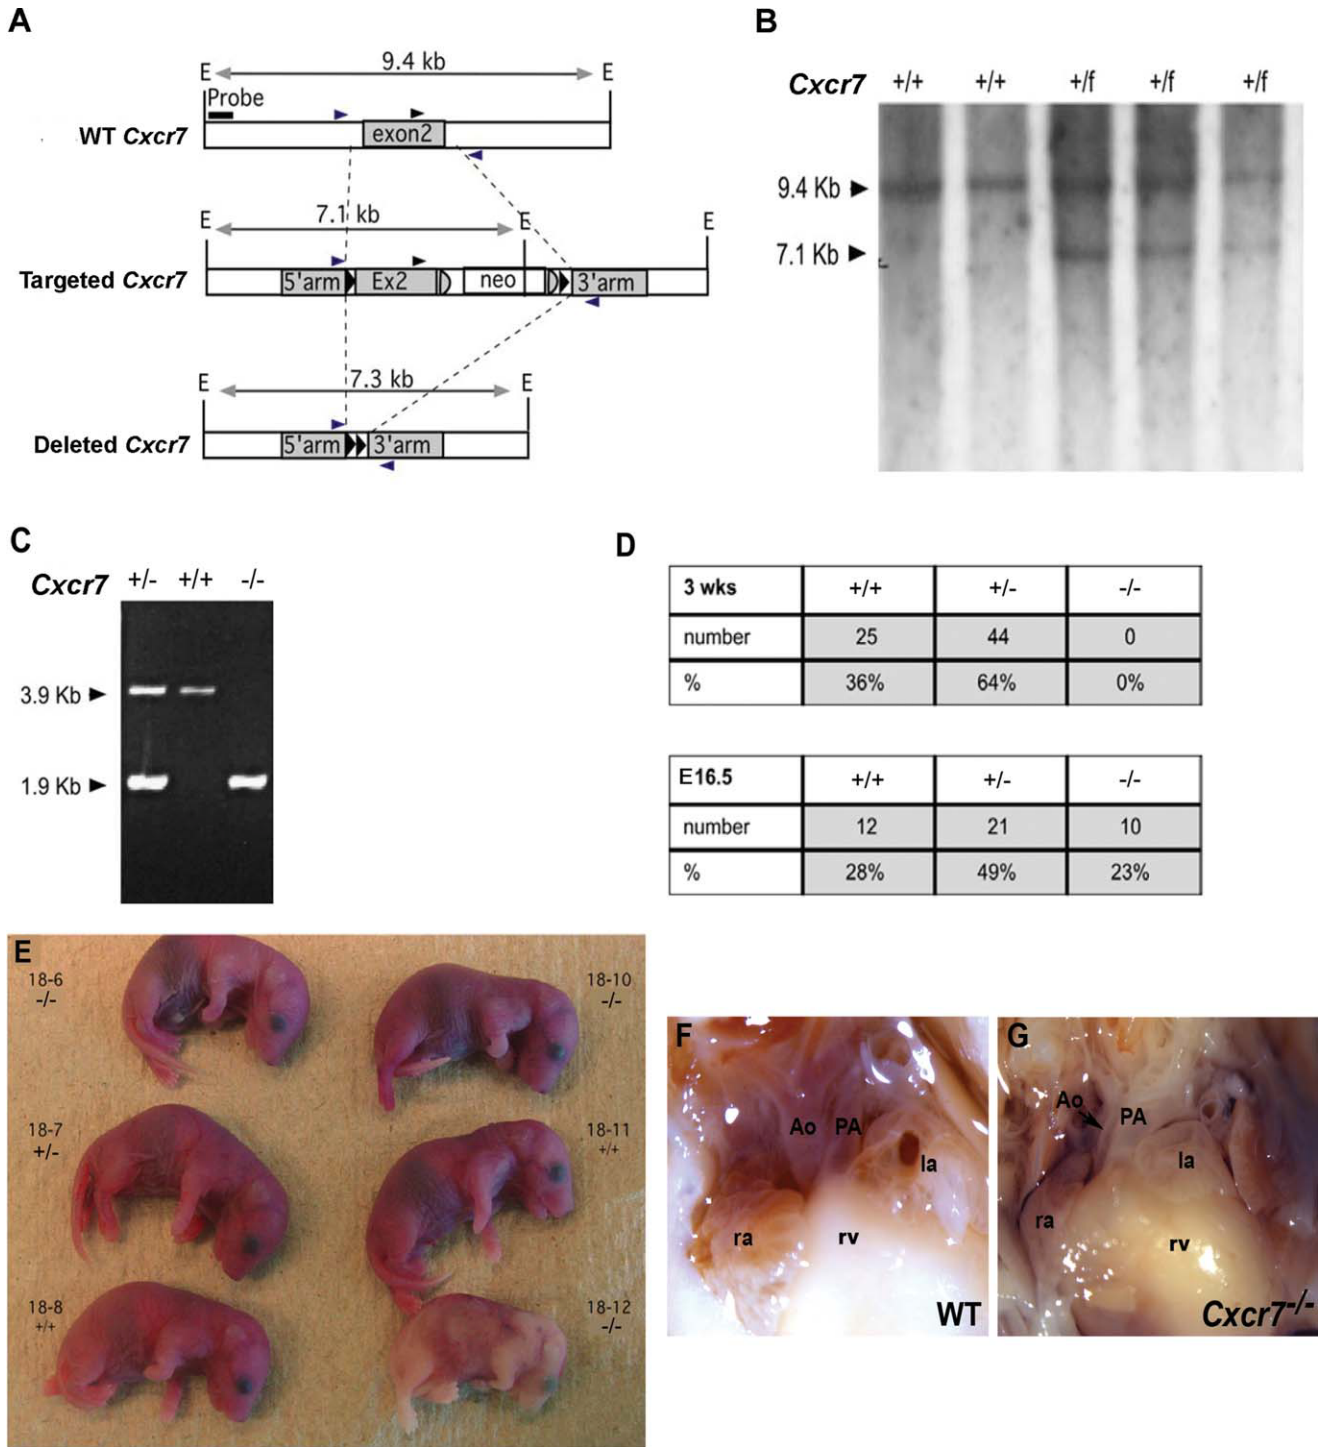 A
E 9.4 kb E
Probe
WT Cxcr7 exon2
E 7.1 kb E E
Targeted Cxcr7 5'arm Ex2 neo 3'arm
E 7.3 kb E
Deleted Cxcr7 5'arm 3'arm
B
Cxcr7 +/+ +/+ +/f +/f +/f
9.4 Kb
7.1 Kb
C
Cxcr7 +/- +/+ -/-
3.9 Kb
1.9 Kb
D
3 wks +/+ +/- -/-
number 25 44 0
% 36% 64% 0%
E16.5 +/+ +/- -/-
number 12 21 10
% 28% 49% 23%
E
18-6
-/-
18-10
-/-
18-7
+/-
18-11
+/+
18-8
+/+
18-12
-/-
F
Ao PA
la
ra rv
WT
G
Ao PA
la
ra rv
Cxcr7-/-